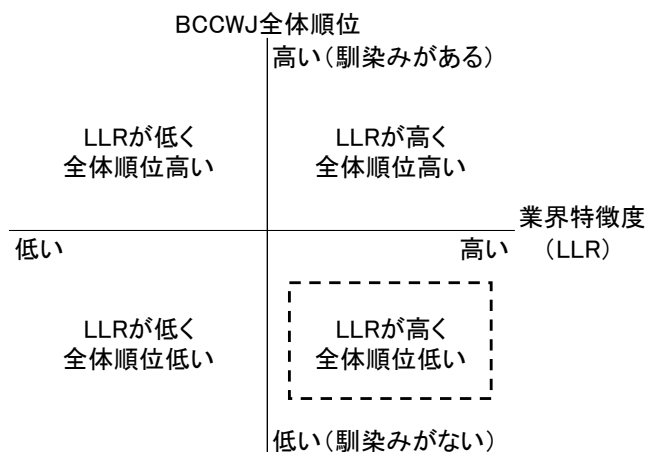 BCCWJ全体順位
高い（馴染みがある）
LLRが低く
全体順位高い
LLRが高く
全体順位高い
業界特徴度
（LLR）
低い
高い
LLRが低く
全体順位低い
LLRが高く
全体順位低い
低い（馴染みがない）